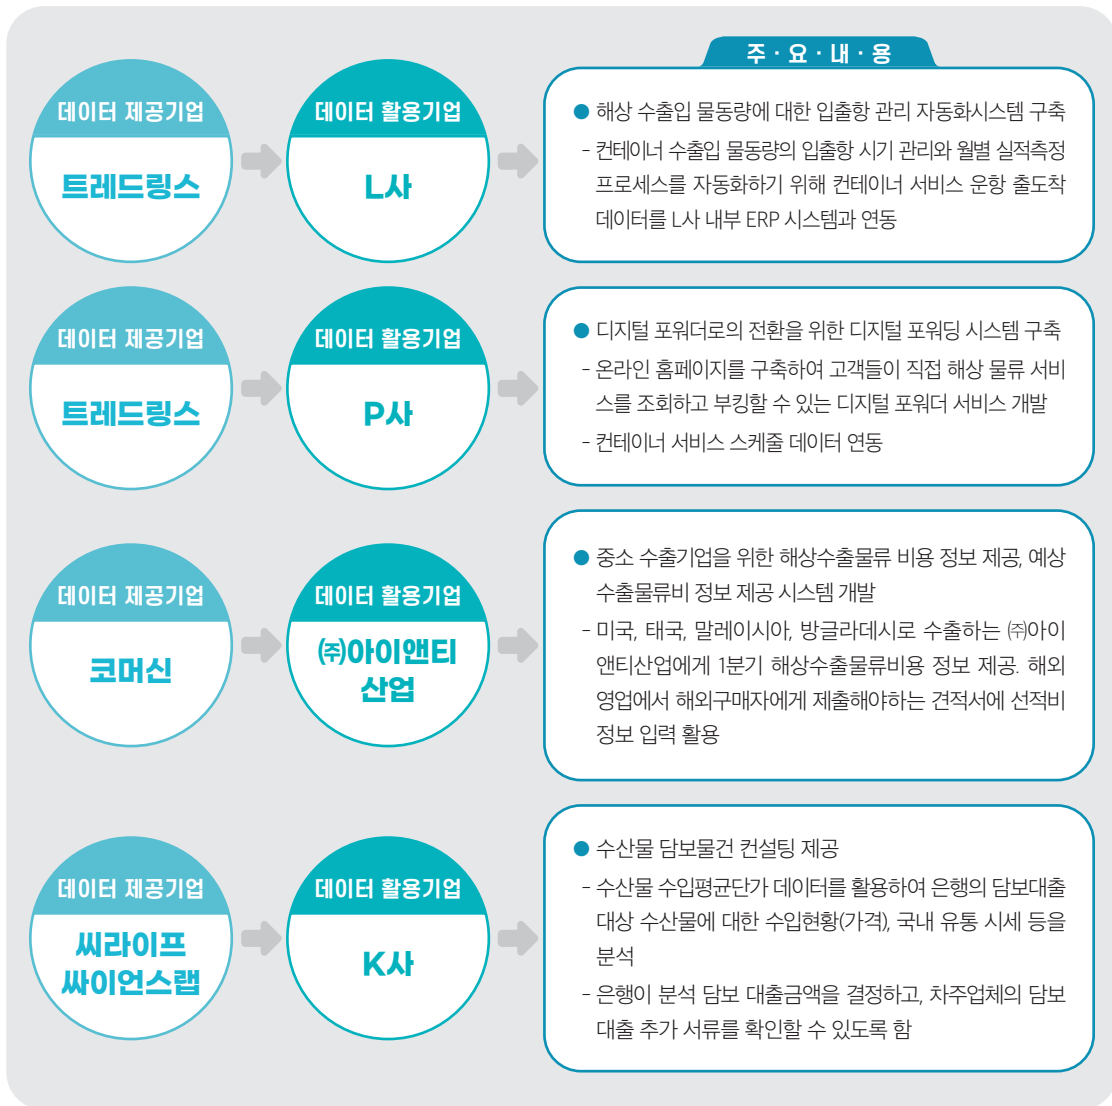 주·요·내·용
데이터 제공기업
트레드링스
데이터 활용기업
L사
● 해상 수출입 물동량에 대한 입출항 관리 자동화시스템 구축
- 컨테이너 수출입 물동량의 입출항 시기 관리와 월별 실적측정
프로세스를 자동화하기 위해 컨테이너 서비스 운항 출도착
데이터를 L사 내부 ERP 시스템과 연동
데이터 제공기업
트레드링스
데이터 활용기업
P사
● 디지털 포워더로의 전환을 위한 디지털 포워딩 시스템 구축
- 온라인 홈페이지를 구축하여 고객들이 직접 해상 물류 서비
스를 조회하고 부킹할 수 있는 디지털 포워더 서비스 개발
- 컨테이너 서비스 스케줄 데이터 연동
데이터 제공기업
코머신
데이터 활용기업
㈜아이앤티
산업
● 중소 수출기업을 위한 해상수출물류 비용 정보 제공, 예상
수출물류비 정보 제공 시스템 개발
- 미국, 태국, 말레이시아, 방글라데시로 수출하는 ㈜아이
앤티산업에게 1분기 해상수출물류비용 정보 제공. 해외
영업에서 해외구매자에게 제출해야하는 견적서에 선적비
정보 입력 활용
데이터 제공기업
씨라이프
싸이언스랩
데이터 활용기업
K사
● 수산물 담보물건 컨설팅 제공
- 수산물 수입평균단가 데이터를 활용하여 은행의 담보대출
대상 수산물에 대한 수입현황(가격), 국내 유통 시세 등을
분석
- 은행이 분석 담보 대출금액을 결정하고, 차주업체의 담보
대출 추가 서류를 확인할 수 있도록 함